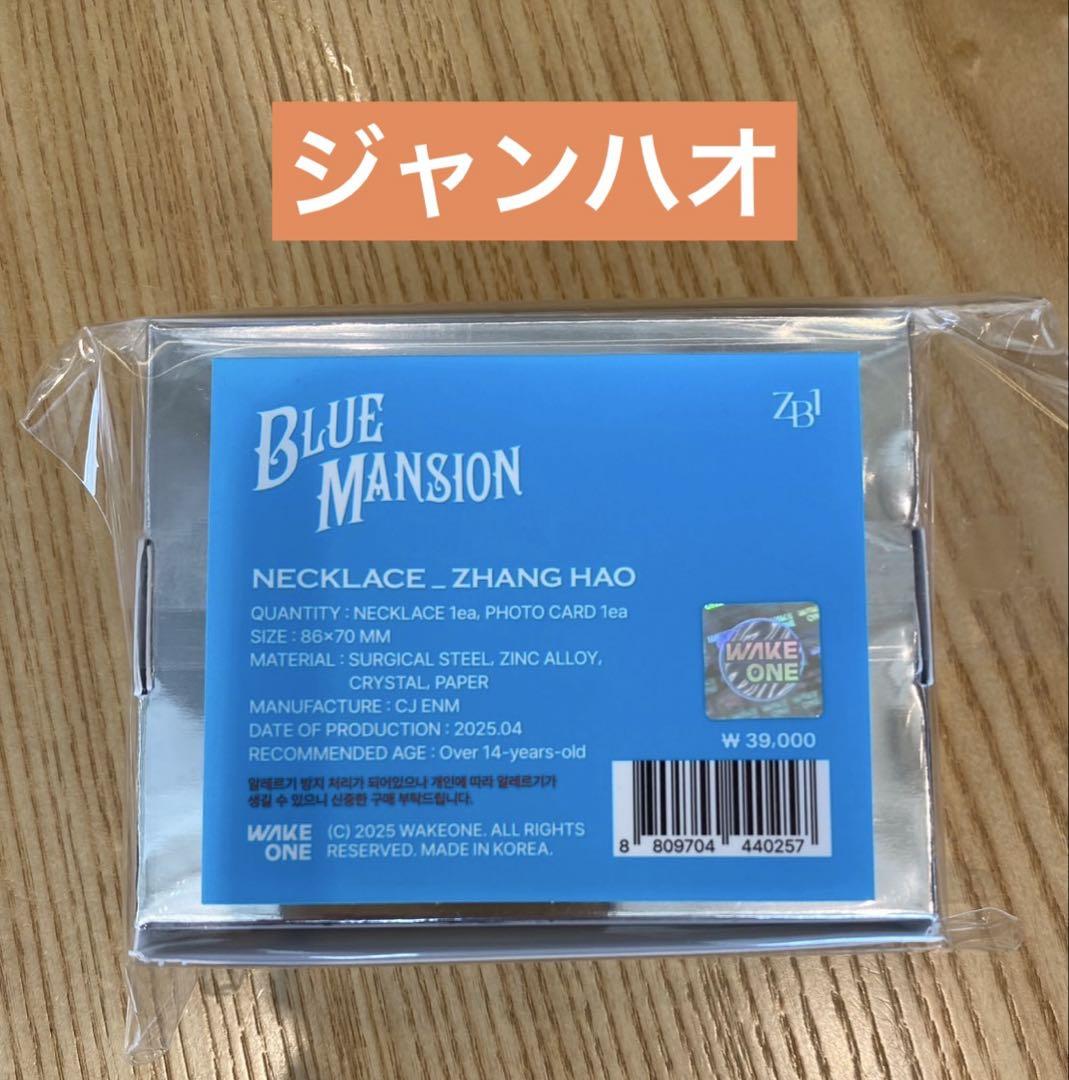 ジャンハオ
BLUE
MANSION
ZB1
NECKLACE _ ZHANG HAO
QUANTITY : NECKLACE 1ea, PHOTO CARD 1ea
SIZE : 86×70 MM
MATERIAL : SURGICAL STEEL, ZINC ALLOY,
CRYSTAL, PAPER
MANUFACTURE : CJ ENM
DATE OF PRODUCTION : 2025.04
RECOMMENDED AGE : Over 14-years-old
알레르기 방지 처리가 되어있으나 개인에 따라 알레르기가
생길 수 있으니 신중한 구매 부탁드립니다.
WAKE
ONE
(C) 2025 WAKEONE. ALL RIGHTS
RESERVED. MADE IN KOREA.
WAKE
ONE
₩ 39,000
8 809704 440257